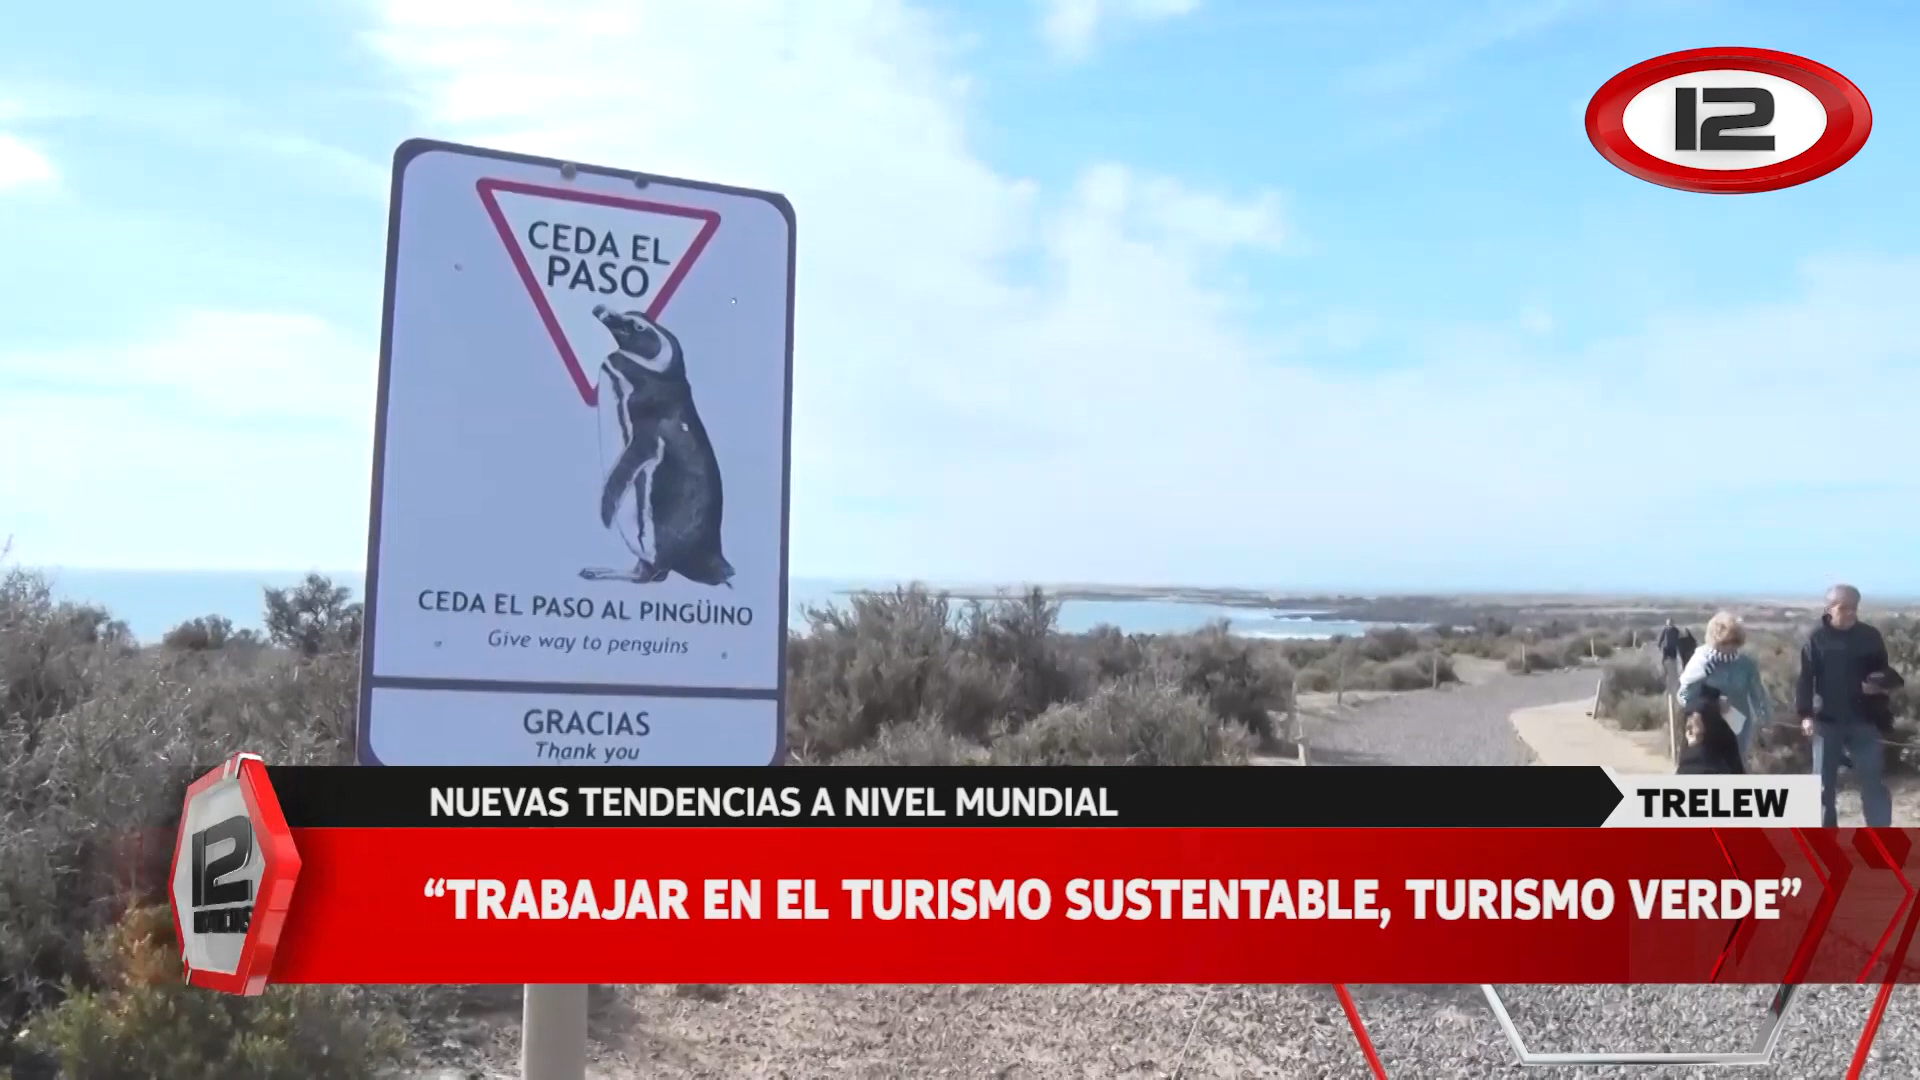 12
CEDA EL
PASO
CEDA EL PASO AL PINGÜINO
Give way to penguins
GRACIAS
Thank you
NUEVAS TENDENCIAS A NIVEL MUNDIAL
TRELEW
12
NOTICIAS
“TRABAJAR EN EL TURISMO SUSTENTABLE, TURISMO VERDE”